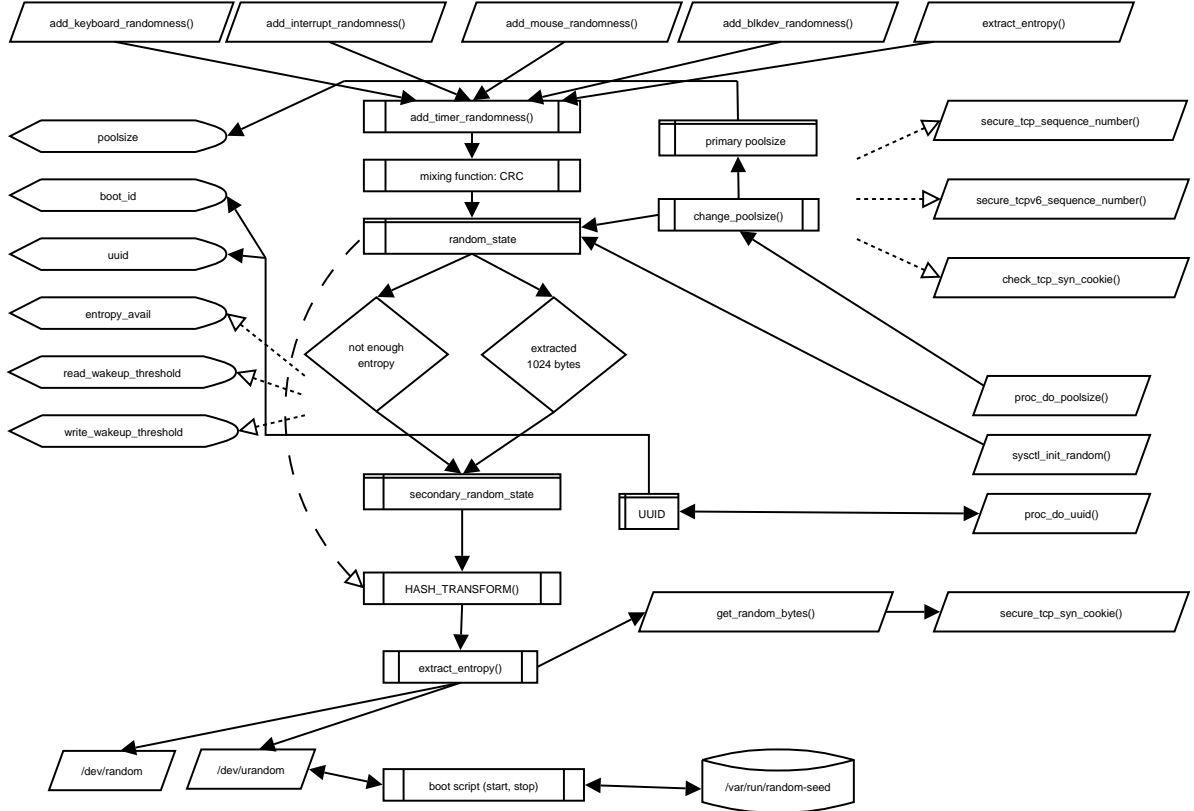 add_keyboard_randomness()
add_interrupt_randomness()
add_mouse_randomness()
add_blkdev_randomness()
extract_entropy()
poolsize
add_timer_randomness()
primary poolsize
secure_tcp_sequence_number()
mixing function: CRC
boot_id
change_poolsize()
secure_tcpv6_sequence_number()
random_state
uuid
check_tcp_syn_cookie()
entropy_avail
not enough
entropy
extracted
1024 bytes
read_wakeup_threshold
proc_do_poolsize()
write_wakeup_threshold
sysctl_init_random()
secondary_random_state
UUID
proc_do_uuid()
HASH_TRANSFORM()
get_random_bytes()
secure_tcp_syn_cookie()
extract_entropy()
/dev/random
/dev/urandom
boot script (start, stop)
/var/run/random-seed